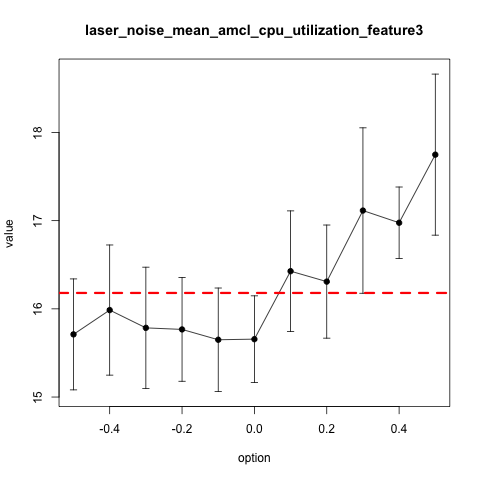 laser_noise_mean_amcl_cpu_utilization_feature3
value
18
17
16
15
-0.4 -0.2 0.0 0.2 0.4
option